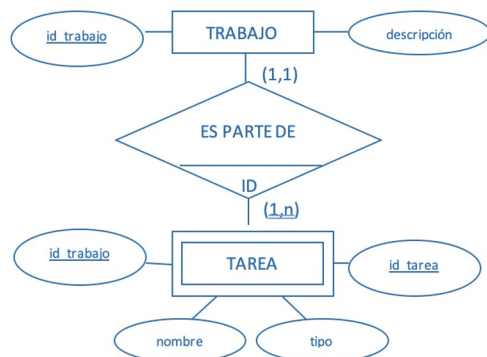 id_trabajo
TRABAJO
descripción
(1,1)
ES PARTE DE
ID
(1,n)
id_trabajo
TAREA
id_tarea
nombre
tipo